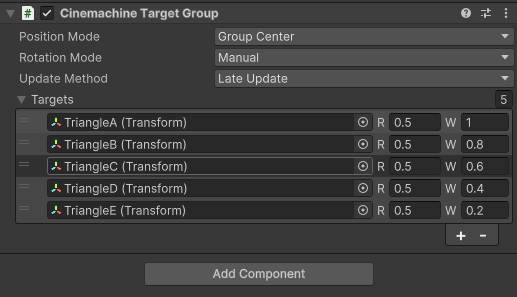 Cinemachine Target Group
Position Mode Group Center
Rotation Mode Manual
Update Method Late Update
Targets 5
TriangleA (Transform) R 0.5 W 1
TriangleB (Transform) R 0.5 W 0.8
TriangleC (Transform) R 0.5 W 0.6
TriangleD (Transform) R 0.5 W 0.4
TriangleE (Transform) R 0.5 W 0.2
+ -
Add Component